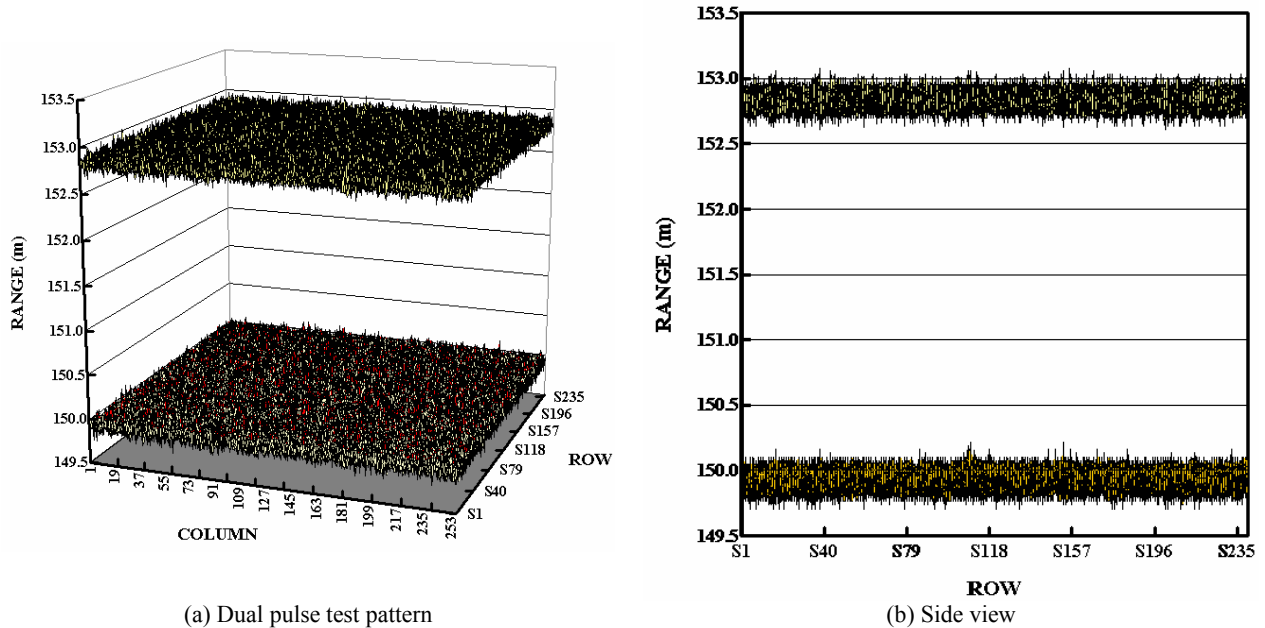 153.5
153.0
152.5
152.0
151.5
151.0
150.5
150.0
149.5
RANGE (m)
1
19
37
55
73
91
109
127
145
163
181
199
217
235
253
COLUMN
S1
S40
S79
S118
S157
S196
S235
ROW
(a) Dual pulse test pattern
153.5
153.0
152.5
152.0
151.5
151.0
150.5
150.0
149.5
RANGE (m)
S1 S40 S79 S118 S157 S196 S235
ROW
(b) Side view